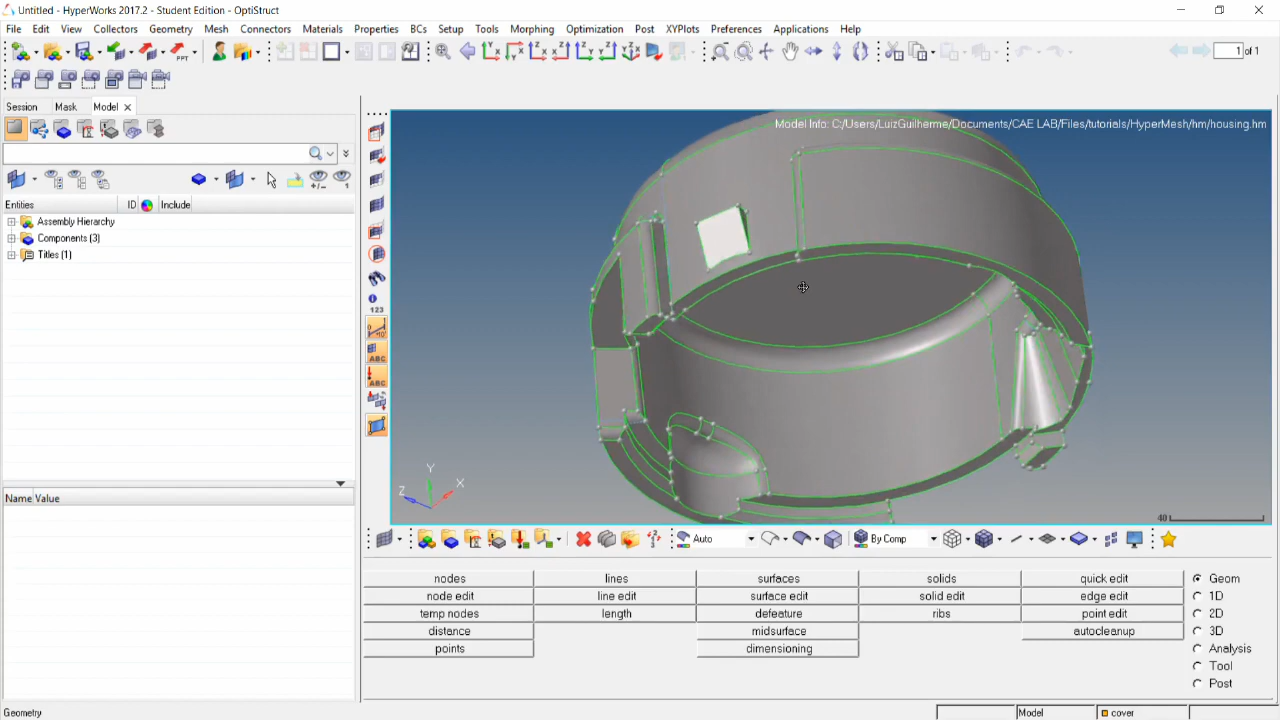 Untitled - HyperWorks 2017.2 - Student Edition - OptiStruct
File Edit View Collectors Geometry Mesh Connectors Materials Properties BCs Setup Tools Morphing Optimization Post XYPlots Preferences Applications Help
1 of 1
Session Mask Model
Model Info: C:/Users/LuizGuilherme/Documents/CAE LAB/Files/tutorials/HyperMesh/hm/housing.hm
Entities ID Include
Assembly Hierarchy
Components (3)
Titles (1)
123
10'
ABC
ABC
Y
X
Z
40
Name Value
Auto By Comp
nodes lines surfaces solids quick edit Geom
node edit line edit surface edit solid edit edge edit 1D
temp nodes length defeature ribs point edit 2D
distance midsurface autocleanup 3D
points dimensioning Analysis
Tool
Post
Geometry Model cover